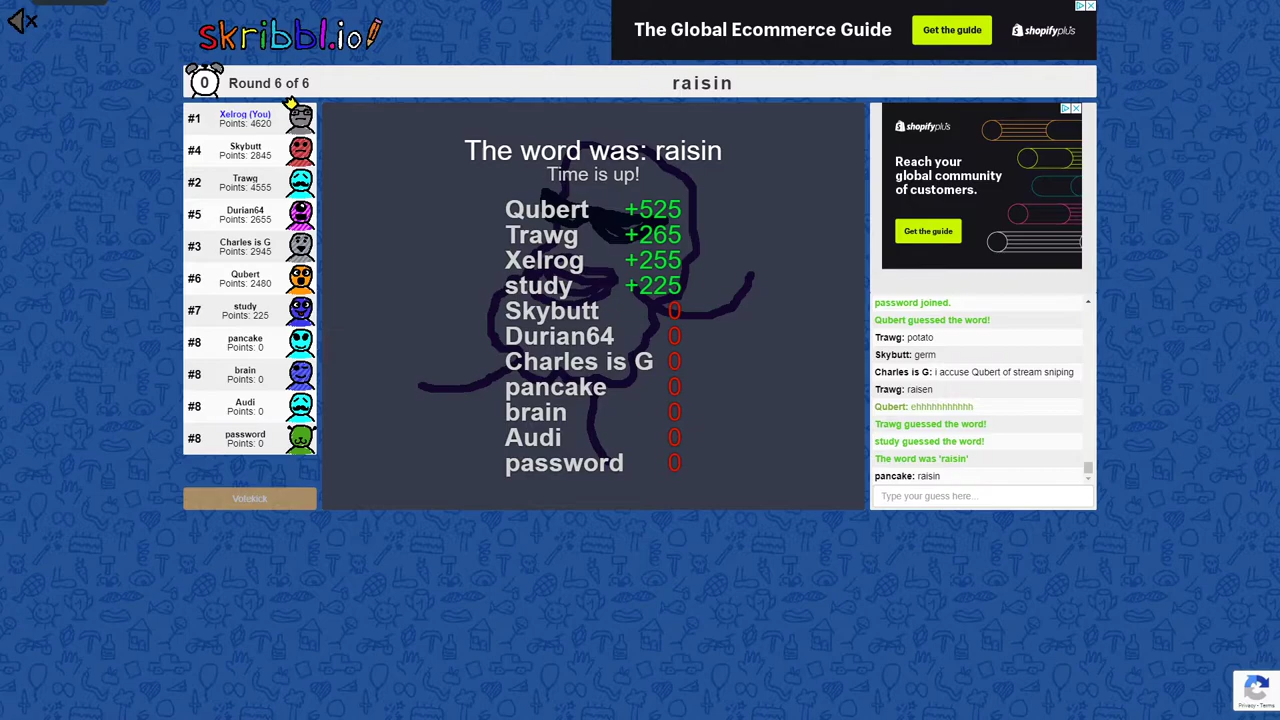 The Global Ecommerce Guide
Get the guide
shopifyplus
skribbl.io
0
Round 6 of 6
raisin
#1
Xelrog (You)
Points: 4620
#4
Skybutt
Points: 2845
#2
Trawg
Points: 4555
#5
Durian64
Points: 2655
#3
Charles is G
Points: 2945
#6
Qubert
Points: 2480
#7
study
Points: 225
#8
pancake
Points: 0
#8
brain
Points: 0
#8
Audi
Points: 0
#8
password
Points: 0
Votekick
The word was: raisin
Time is up!
Qubert +525
Trawg +265
Xelrog +255
study +225
Skybutt 0
Durian64 0
Charles is G 0
pancake 0
brain 0
Audi 0
password 0
shopifyplus
Reach your
global community
of customers.
Get the guide
password joined.
Qubert guessed the word!
Trawg: potato
Skybutt: germ
Charles is G: i accuse Qubert of stream sniping
Trawg: raisen
Qubert: ehhhhhhhhhhh
Trawg guessed the word!
study guessed the word!
The word was 'raisin'
pancake: raisin
Type your guess here...
Privacy - Terms